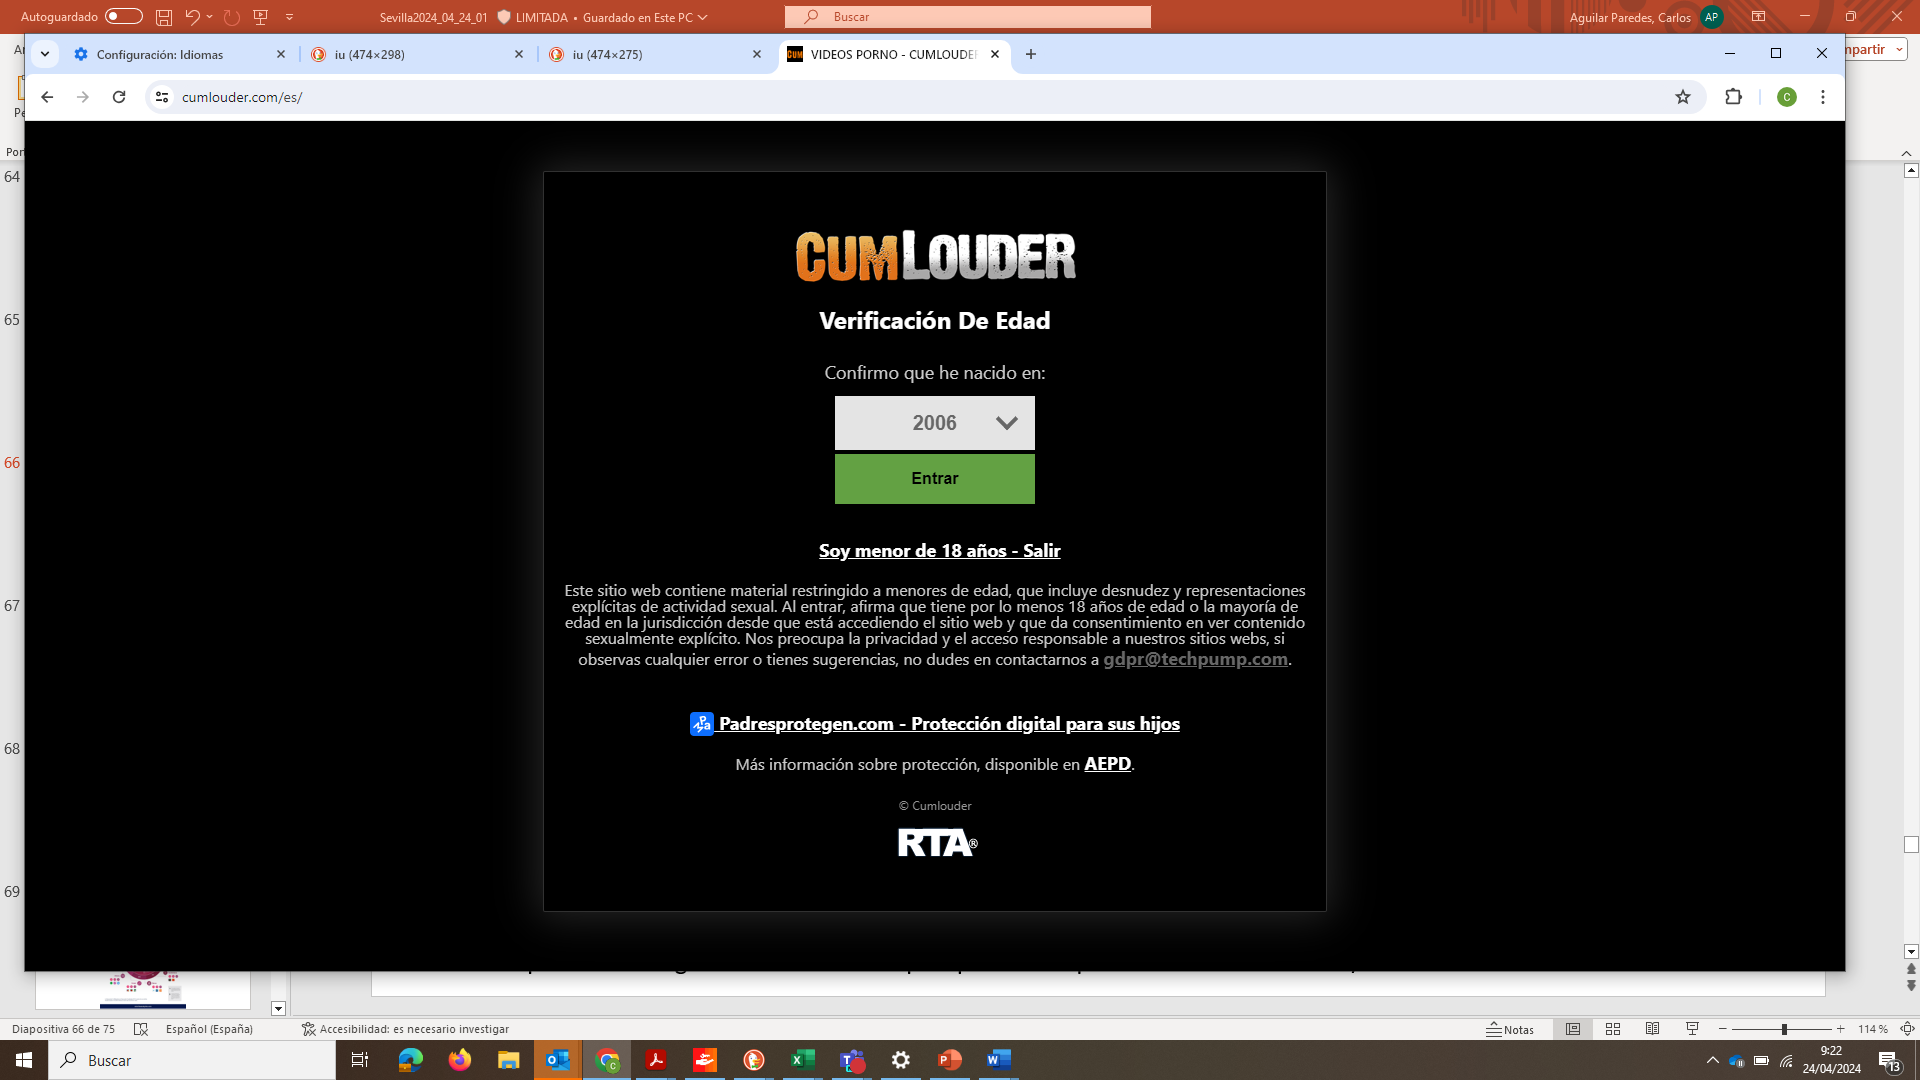 Autoguardado
Sevilla2024_04_24_01
LIMITADA • Guardado en Este PC
Buscar
Aguilar Paredes, Carlos
AP
Configuración: Idiomas
iu (474×298)
iu (474×275)
CUM
VIDEOS PORNO - CUMLOUDER
mpartir
cumlouder.com/es/
C
64
65
66
67
68
69
CUMLOUDER
Verificación De Edad
Confirmo que he nacido en:
2006
Entrar
Soy menor de 18 años - Salir
Este sitio web contiene material restringido a menores de edad, que incluye desnudez y representaciones
explícitas de actividad sexual. Al entrar, afirma que tiene por lo menos 18 años de edad o la mayoría de
edad en la jurisdicción desde que está accediendo el sitio web y que da consentimiento en ver contenido
sexualmente explícito. Nos preocupa la privacidad y el acceso responsable a nuestros sitios webs, si
observas cualquier error o tienes sugerencias, no dudes en contactarnos a gdpr@techpump.com.
Padresprotegen.com - Protección digital para sus hijos
Más información sobre protección, disponible en AEPD.
© Cumlouder
RTA®
Diapositiva 66 de 75
Español (España)
Accesibilidad: es necesario investigar
Notas
114 %
Buscar
9:22
24/04/2024
13